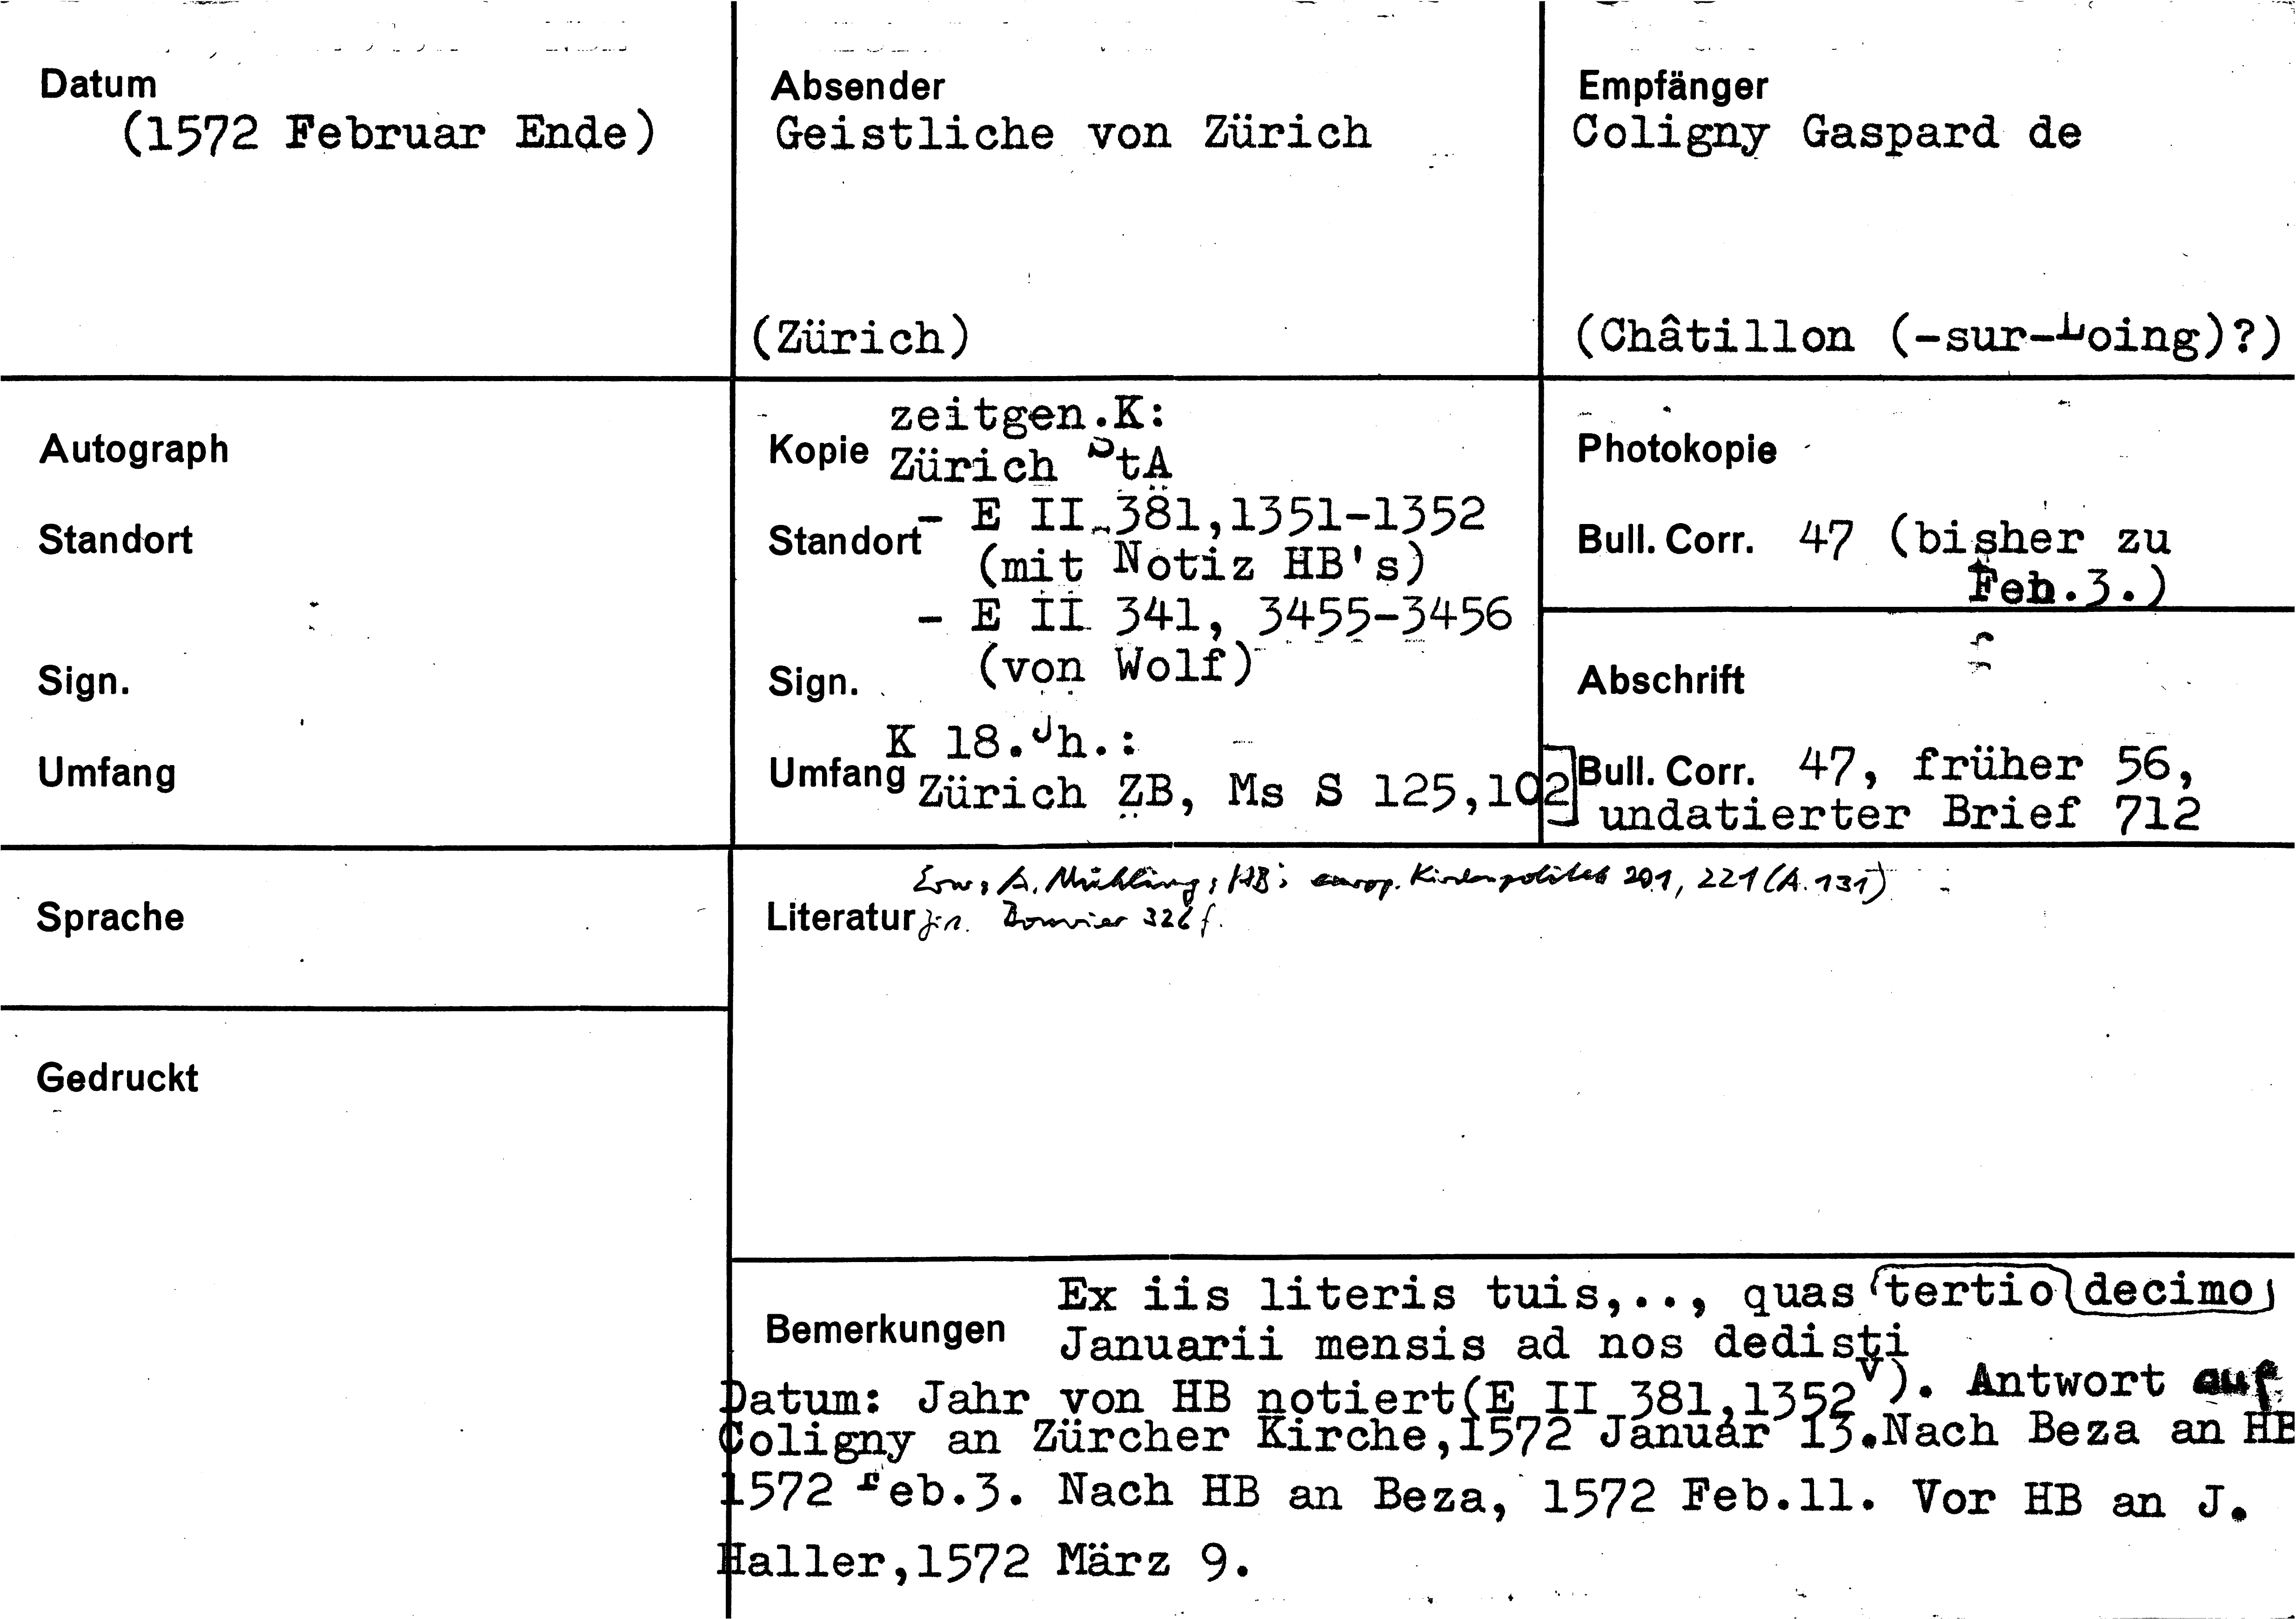 Datum
(1572 Februar Ende)
Absender
Geistliche von Zürich
(Zürich)
Empfänger
Coligny Gaspard de
(Châtillon (-sur-Loing)?)
Autograph
Standort
Sign.
Umfang
zeitgen.K:
Kopie Zürich StA
- E II 381,1351-1352
Standort
(mit Notiz HB's)
- E II 341, 3455-3456
(von Wolf)
Sign.
K 18.Jh.:
Umfang Zürich ZB, Ms S 125,102]
Photokopie
Bull. Corr. 47 (bisher zu
Feb.3.)
Abschrift
Bull. Corr. 47, früher 56,
undatierter Brief 712
Sprache
Gedruckt
A. Mühling, HB's europ. Kirchenpolitik 201, 221 (A. 131)
Literatur Bouvier 326 f.
Bemerkungen
Ex iis literis tuis,.., quas tertio decimo
Januarii mensis ad nos dedisti
Datum: Jahr von HB notiert(E II 381,1352v). Antwort auf
Coligny an Zürcher Kirche,1572 Januar 13.Nach Beza an HB
1572 Feb.3. Nach HB an Beza, 1572 Feb.11. Vor HB an J.
Haller,1572 März 9.